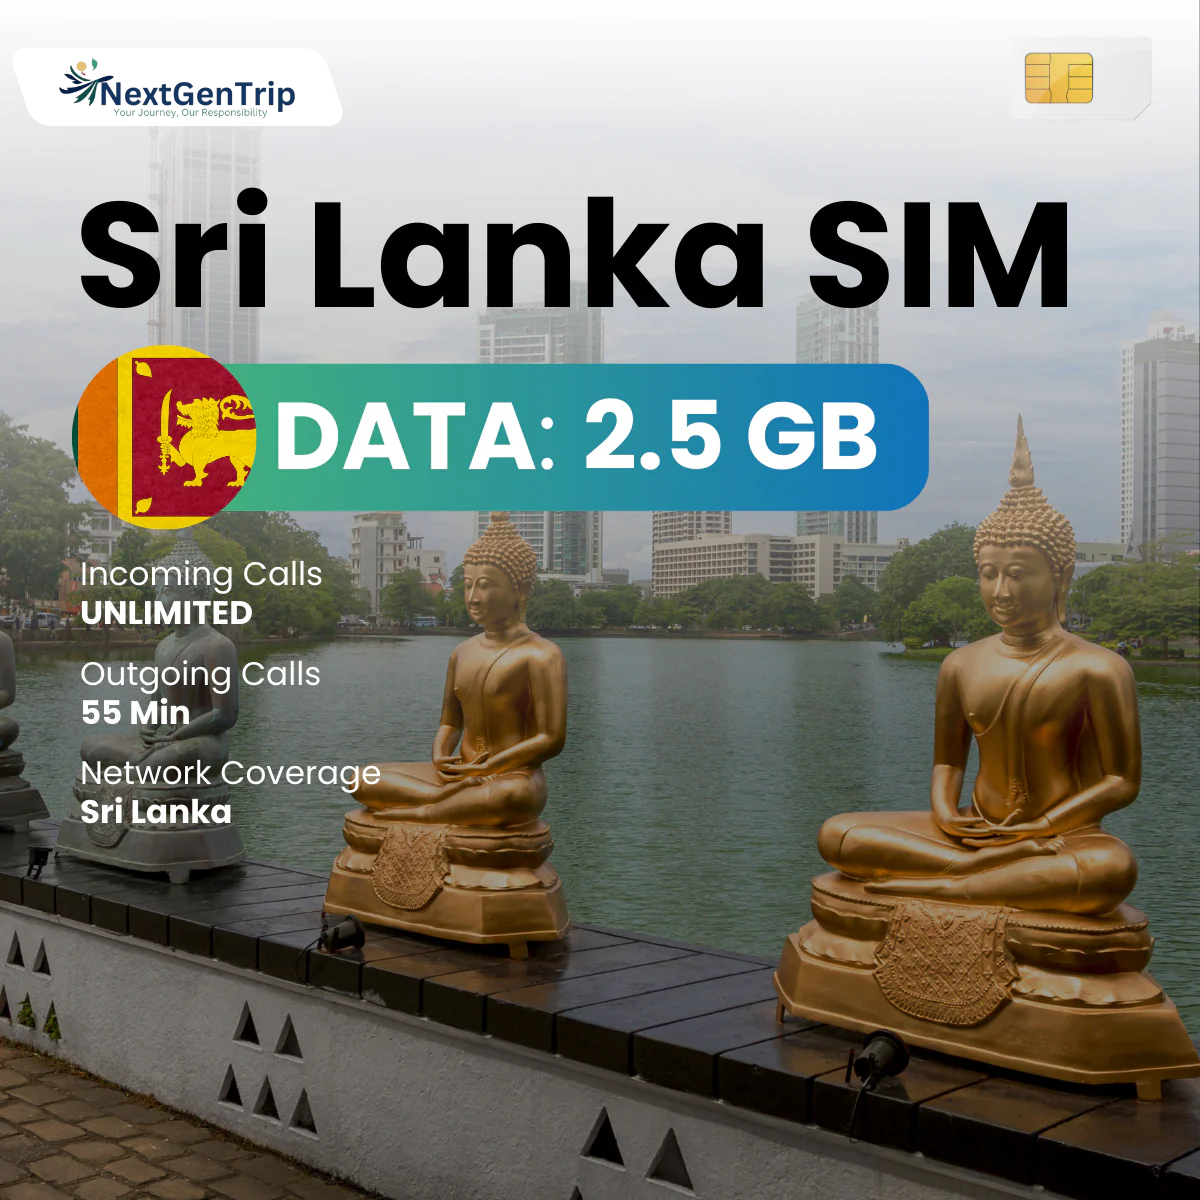 NextGenTrip
Your Journey, Our Responsibility
Sri Lanka SIM
DATA: 2.5 GB
Incoming Calls
UNLIMITED
Outgoing Calls
55 Min
Network Coverage
Sri Lanka